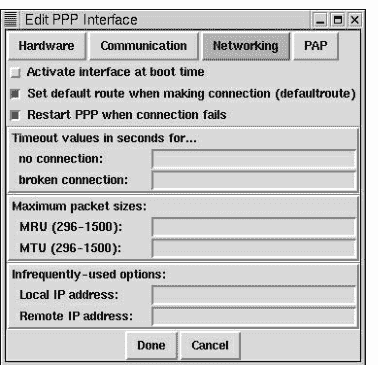 Edit PPP Interface
Hardware Communication Networking PAP
Activate interface at boot time
Set default route when making connection (defaultroute)
Restart PPP when connection fails
Timeout values in seconds for...
no connection:
broken connection:
Maximum packet sizes:
MRU (296-1500):
MTU (296-1500):
Infrequently-used options:
Local IP address:
Remote IP address:
Done Cancel